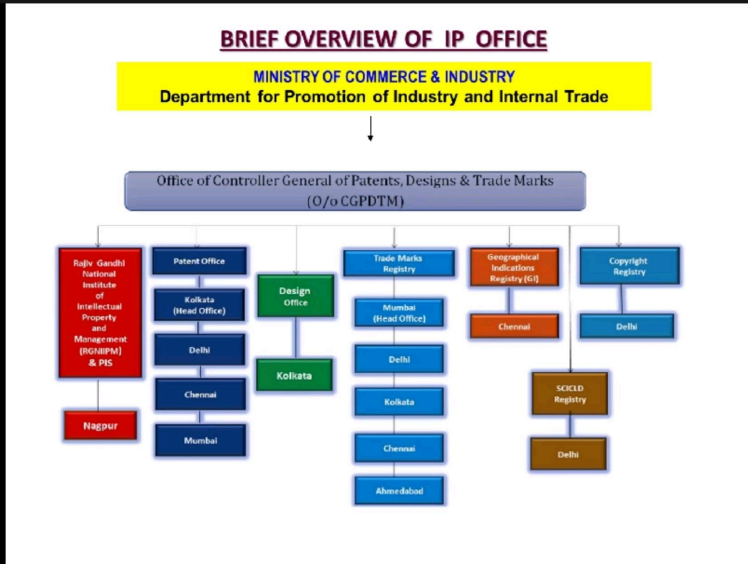 BRIEF OVERVIEW OF IP OFFICE
MINISTRY OF COMMERCE & INDUSTRY
Department for Promotion of Industry and Internal Trade
Office of Controller General of Patents, Designs & Trade Marks
(O/o CGPDTM)
Rajiv Gandhi
National
Institute
of
Intellectual
Property
and
Management
(RGNIIPM)
& PIS
Nagpur
Patent Office
Kolkata
(Head Office)
Delhi
Chennai
Mumbai
Design
Office
Kolkata
Trade Marks
Registry
Mumbai
(Head Office)
Delhi
Kolkata
Chennai
Ahmedabad
Geographical
Indications
Registry (GI)
Chennai
SCICLD
Registry
Delhi
Copyright
Registry
Delhi